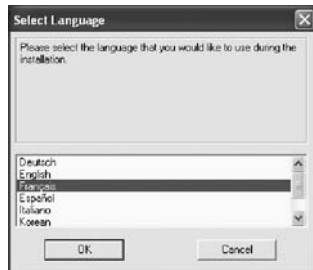 Select Language
Please select the language that you would like to use during the
installation.
Deutsch
English
Français
Español
Italiano
Korean
OK
Cancel